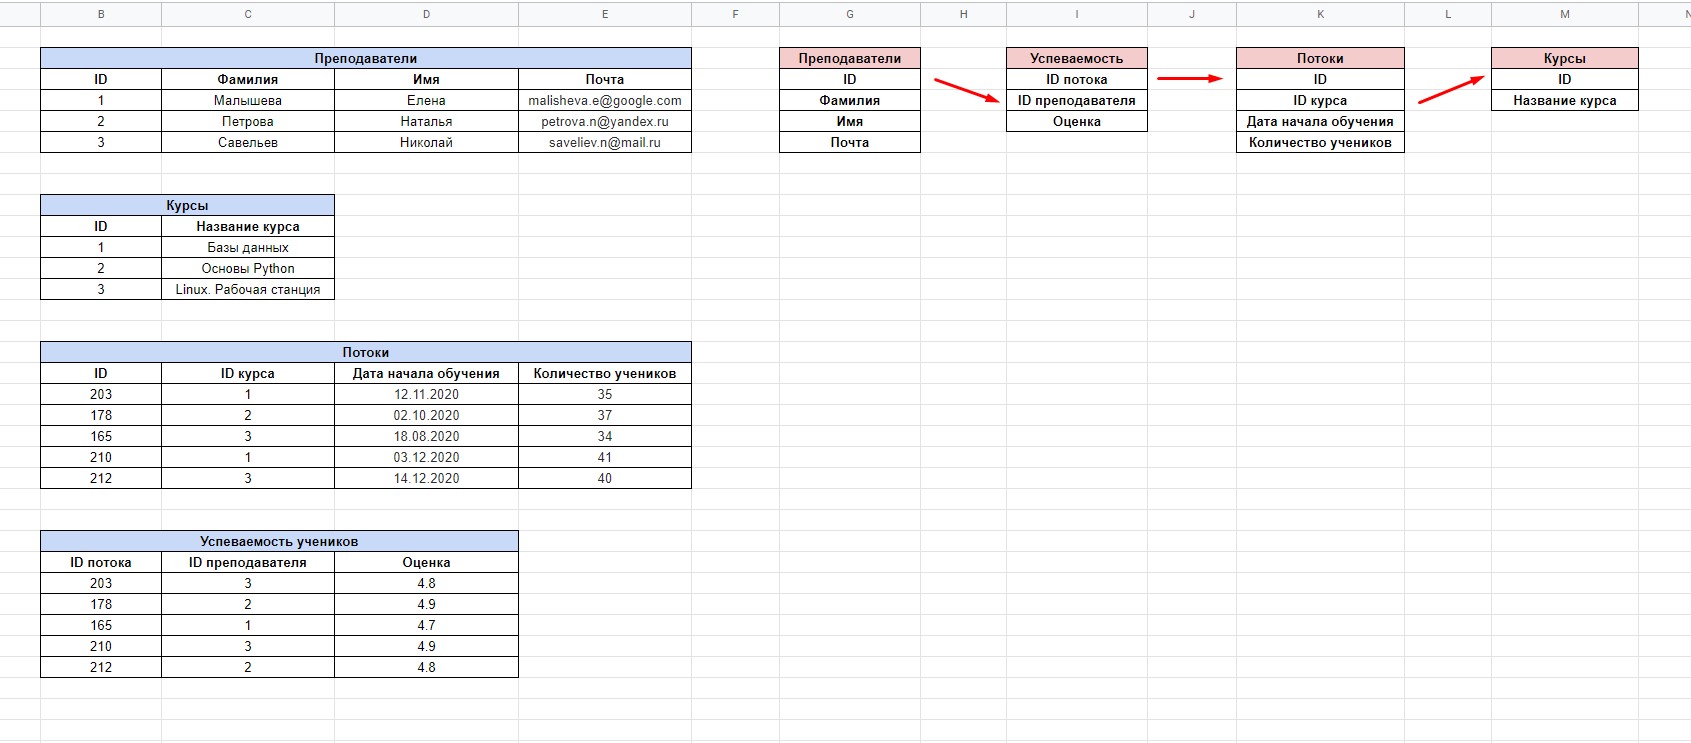 B C D E F G H I J K L M N
Преподаватели
ID Фамилия Имя Почта
1 Малышева Елена malisheva.e@google.com
2 Петрова Наталья petrova.n@yandex.ru
3 Савельев Николай saveliev.n@mail.ru
Курсы
ID Название курса
1 Базы данных
2 Основы Python
3 Linux. Рабочая станция
Потоки
ID ID курса Дата начала обучения Количество учеников
203 1 12.11.2020 35
178 2 02.10.2020 37
165 3 18.08.2020 34
210 1 03.12.2020 41
212 3 14.12.2020 40
Успеваемость учеников
ID потока ID преподавателя Оценка
203 3 4.8
178 2 4.9
165 1 4.7
210 3 4.9
212 2 4.8
Преподаватели
ID
Фамилия
Имя
Почта
Успеваемость
ID потока
ID преподавателя
Оценка
Потоки
ID
ID курса
Дата начала обучения
Количество учеников
Курсы
ID
Название курса